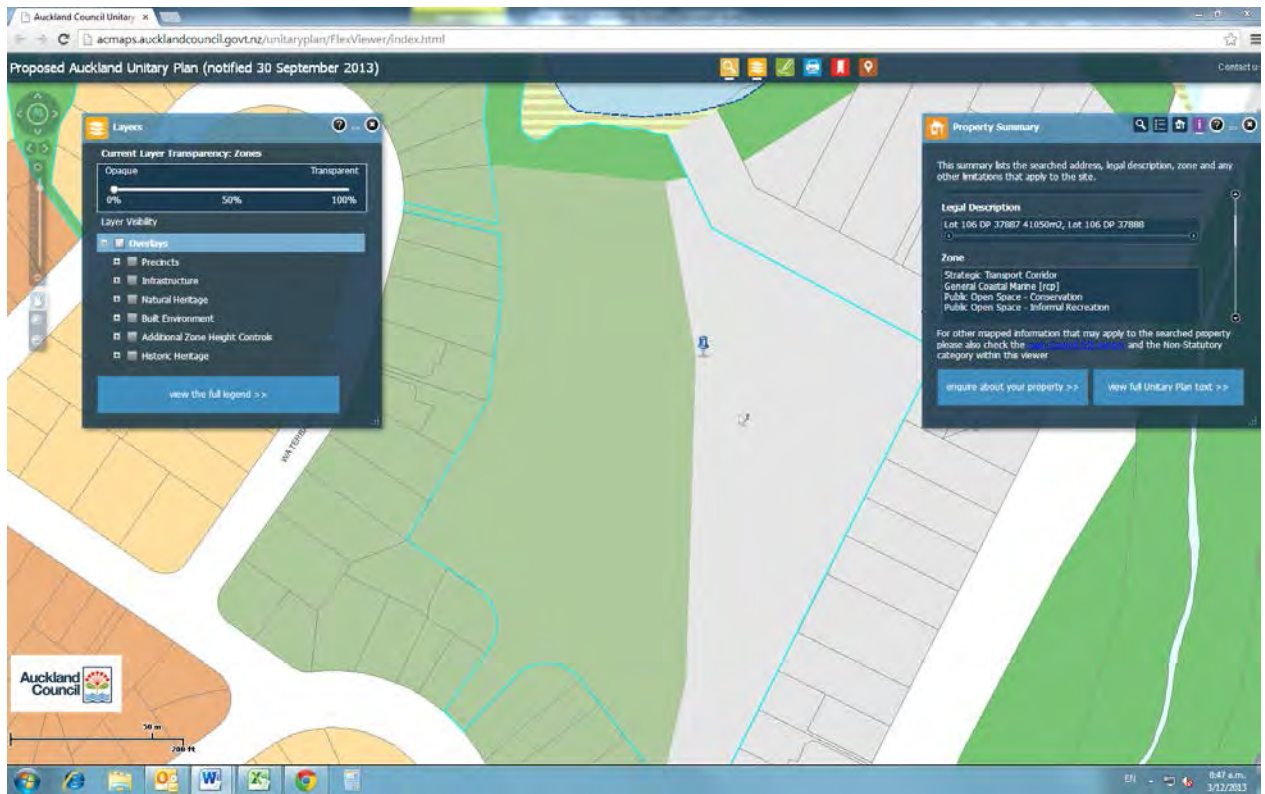 Auckland Council Unitary
acmaps.aucklandcouncil.govt.nz/unitaryplan/FlexViewer/index.html
Proposed Auckland Unitary Plan (notified 30 September 2013)
Contact u
Layers
Current Layer Transparency: Zones
Opaque Transparent
0% 50% 100%
Layer Visibility
Overlays
Precincts
Infrastructure
Natural Heritage
Built Environment
Additional Zone Height Controls
Historic Heritage
view the full legend >>
Property Summary
This summary lists the searched address, legal description, zone and any
other limitations that apply to the site.
Legal Description
Lot 106 DP 37887 41050m2, Lot 106 DP 37888
Zone
Strategic Transport Corridor
General Coastal Marine [rcp]
Public Open Space - Conservation
Public Open Space - Informal Recreation
For other mapped information that may apply to the searched property
please also check the and the Non-Statutory
category within this viewer
enquire about your property >> view full Unitary Plan text >>
WATERB
Auckland
Council
50 m
200 ft
EN
8:47 a.m.
3/12/2013